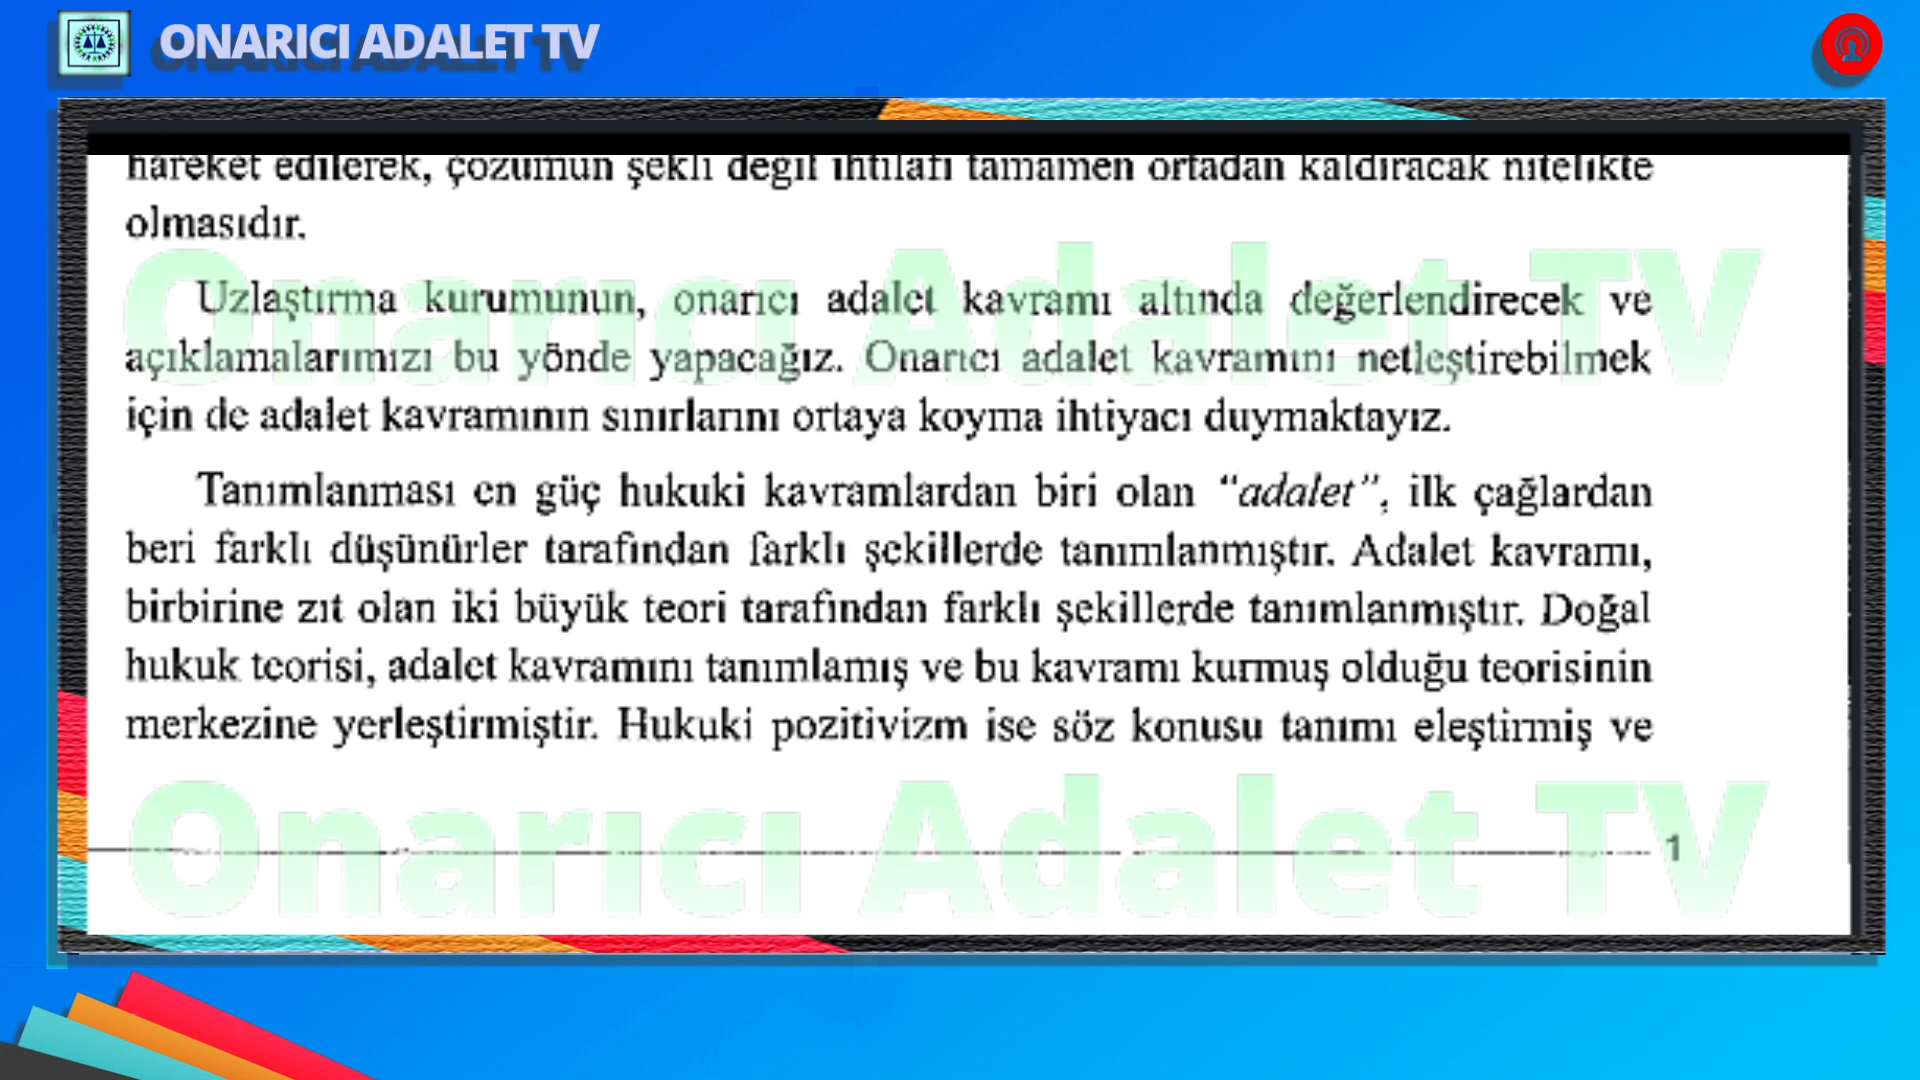 ONARICI ADALET TV
hareket edilerek, çözümün şekli değil ihtilafı tamamen ortadan kaldıracak nitelikte
olmasıdır.
Onarıcı Adalet TV
Uzlaştırma kurumunun, onarıcı adalet kavramı altında değerlendirecek ve
açıklamalarımızı bu yönde yapacağız. Onarıcı adalet kavramını netleştirebilmek
için de adalet kavramının sınırlarını ortaya koyma ihtiyacı duymaktayız.
Tanımlanması en güç hukuki kavramlardan biri olan “adalet”, ilk çağlardan
beri farklı düşünürler tarafından farklı şekillerde tanımlanmıştır. Adalet kavramı,
birbirine zıt olan iki büyük teori tarafından farklı şekillerde tanımlanmıştır. Doğal
hukuk teorisi, adalet kavramını tanımlamış ve bu kavramı kurmuş olduğu teorisinin
merkezine yerleştirmiştir. Hukuki pozitivizm ise söz konusu tanımı eleştirmiş ve
Onarıcı Adalet TV
1